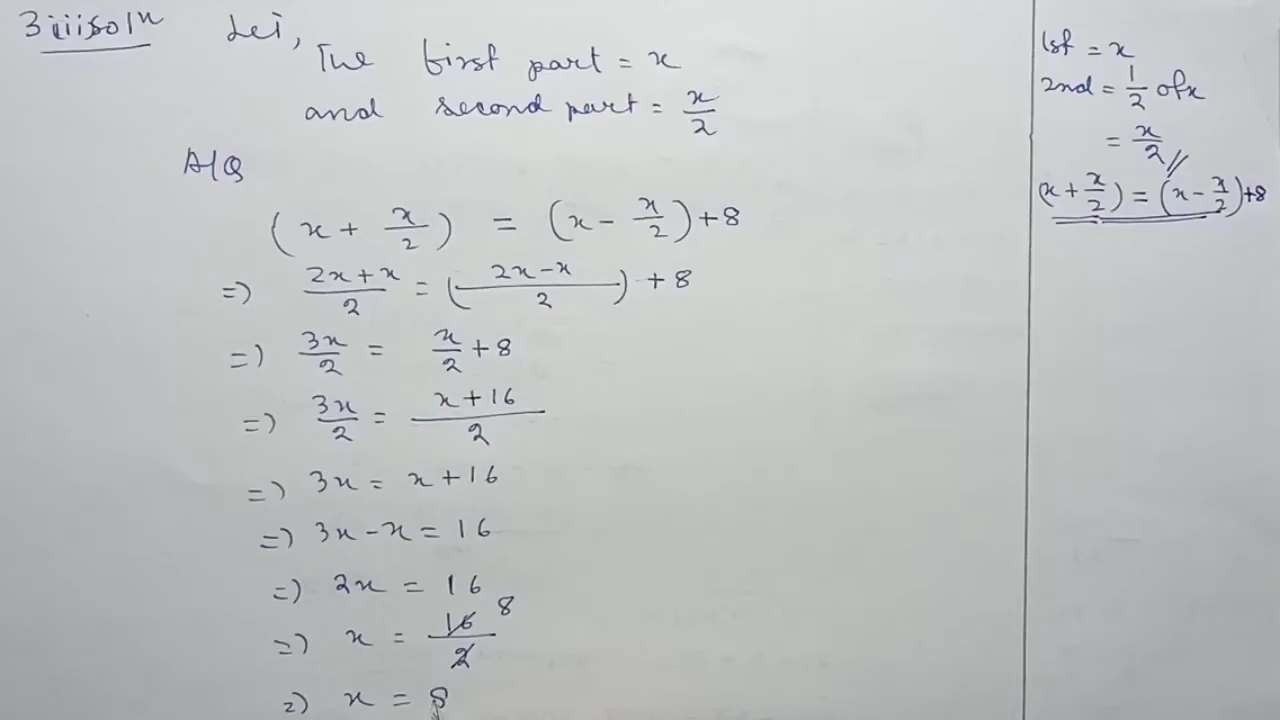 3 iii Solⁿ Let,
The first part = x
and second part = x/2
A/Q
(x + x/2) = (x - x/2) + 8
=) (2x + x)/2 = ((2x - x)/2) + 8
=) 3x/2 = x/2 + 8
=) 3x/2 = (x + 16)/2
=) 3x = x + 16
=) 3x - x = 16
=) 2x = 16
=) x = 16/2 8
=) x = 8
1st = x
2nd = 1/2 of x
= x/2 //
(x + x/2) = (x - x/2) + 8